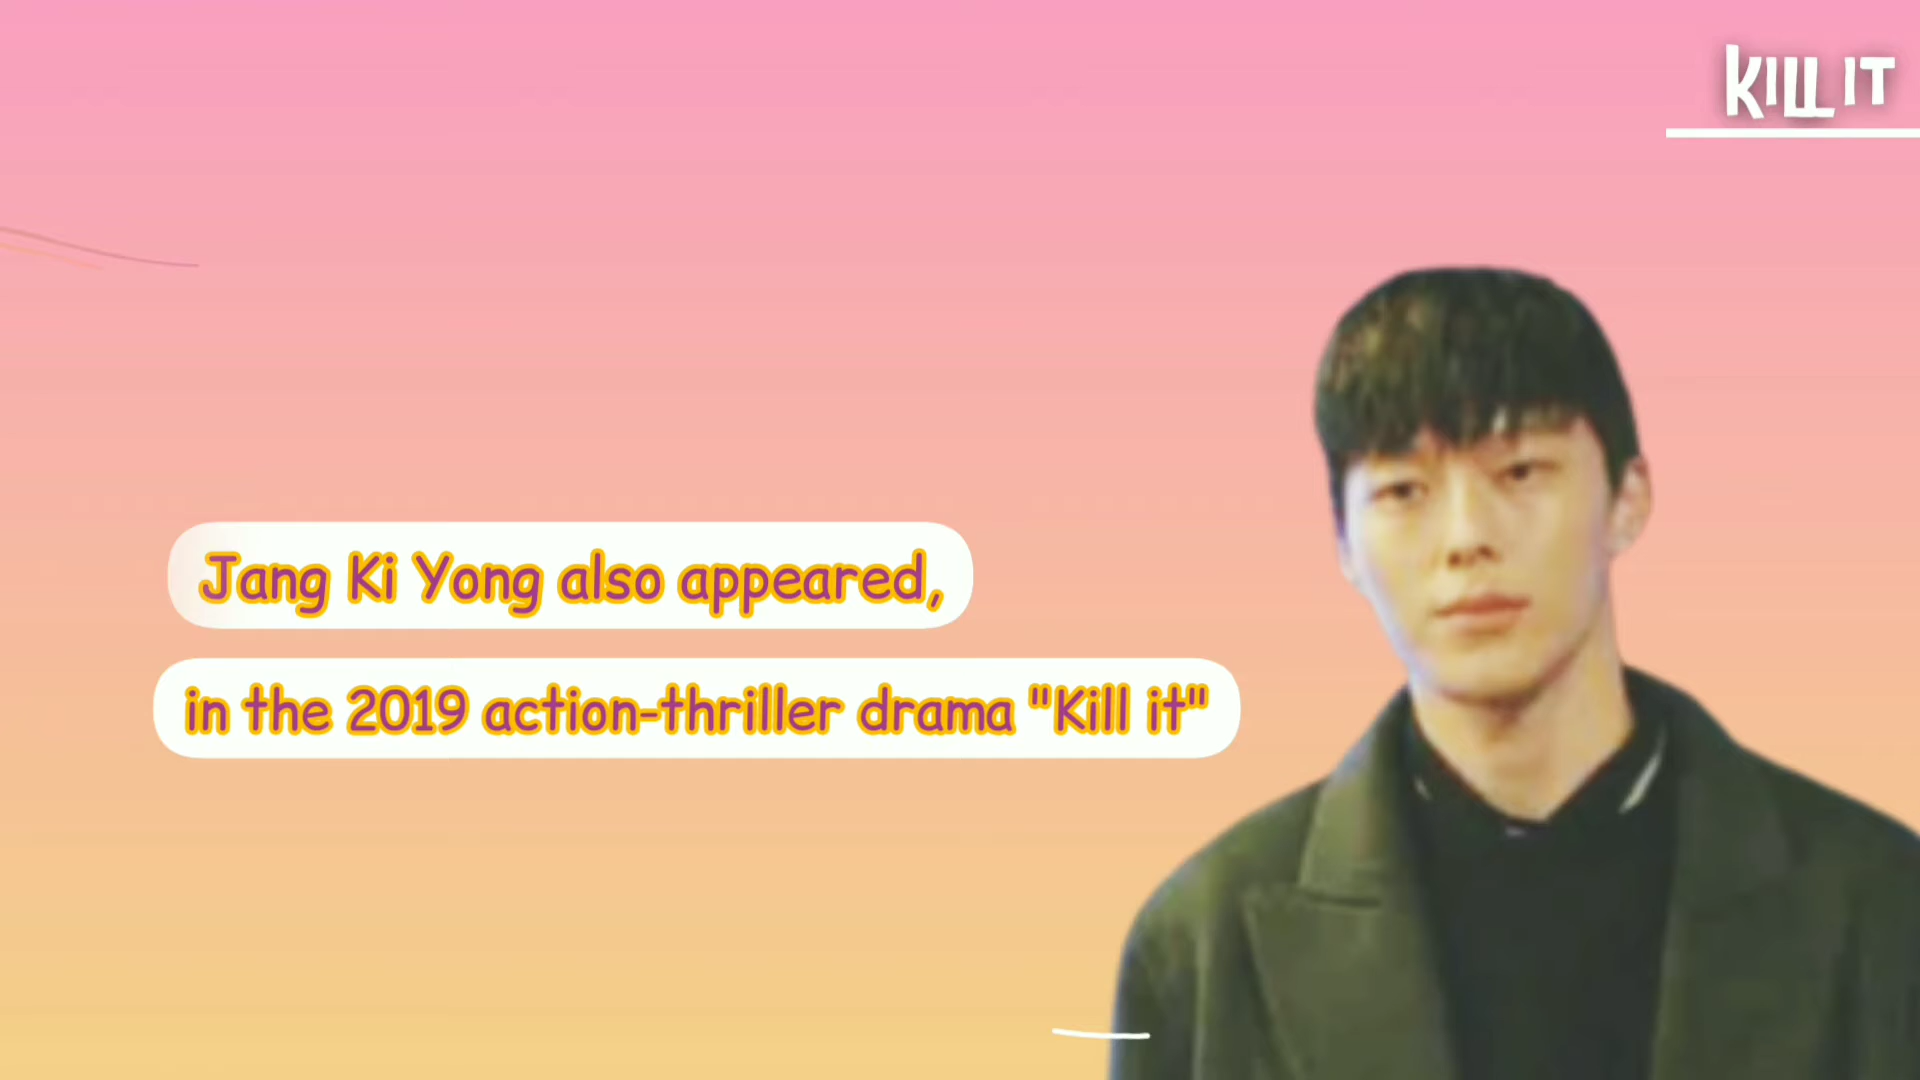 KILL IT
Jang Ki Yong also appeared,
in the 2019 action-thriller drama "Kill it"